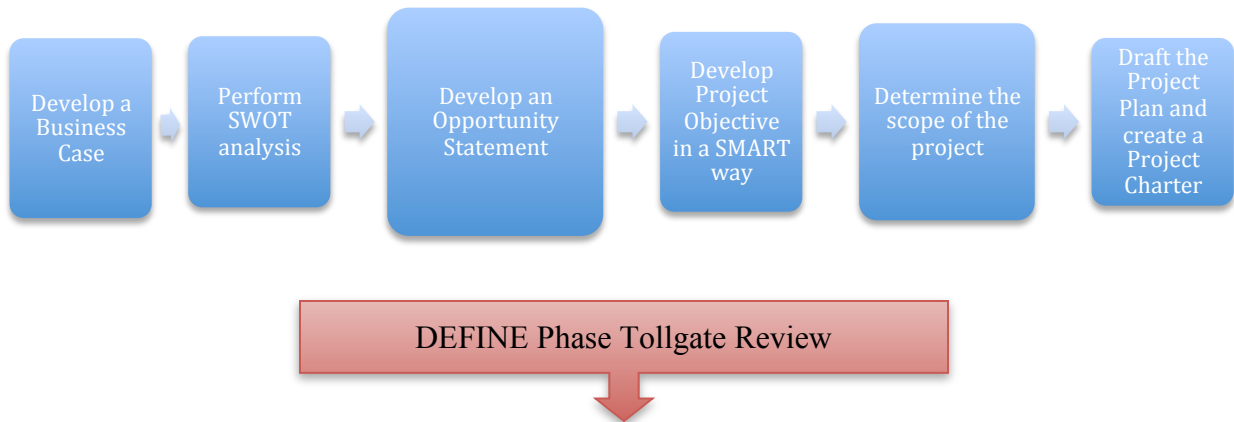 Develop a
Business
Case
Perform
SWOT
analysis
Develop an
Opportunity
Statement
Develop
Project
Objective
in a SMART
way
Determine the
scope of the
project
Draft the
Project
Plan and
create a
Project
Charter
DEFINE Phase Tollgate Review